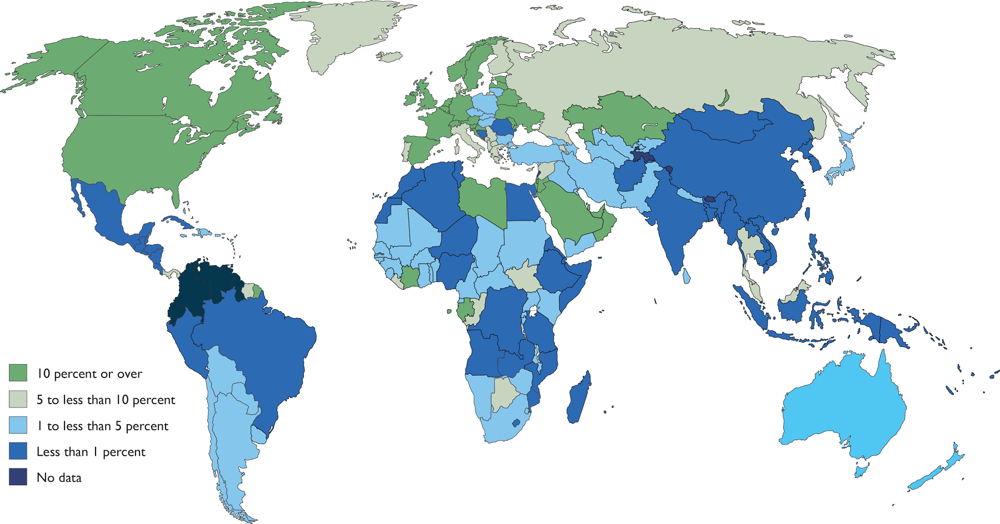 10 percent or over
5 to less than 10 percent
1 to less than 5 percent
Less than 1 percent
No data